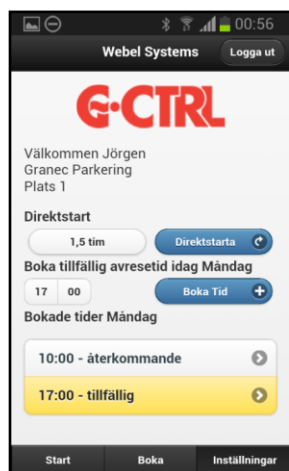 00:56
Webel Systems Logga ut
G-CTRL
Välkommen Jörgen
Granec Parkering
Plats 1
Direktstart
1,5 tim Direktstarta
Boka tillfällig avresetid idag Måndag
17 00 Boka Tid
Bokade tider Måndag
10:00 - återkommande
17:00 - tillfällig
Start Boka Inställningar